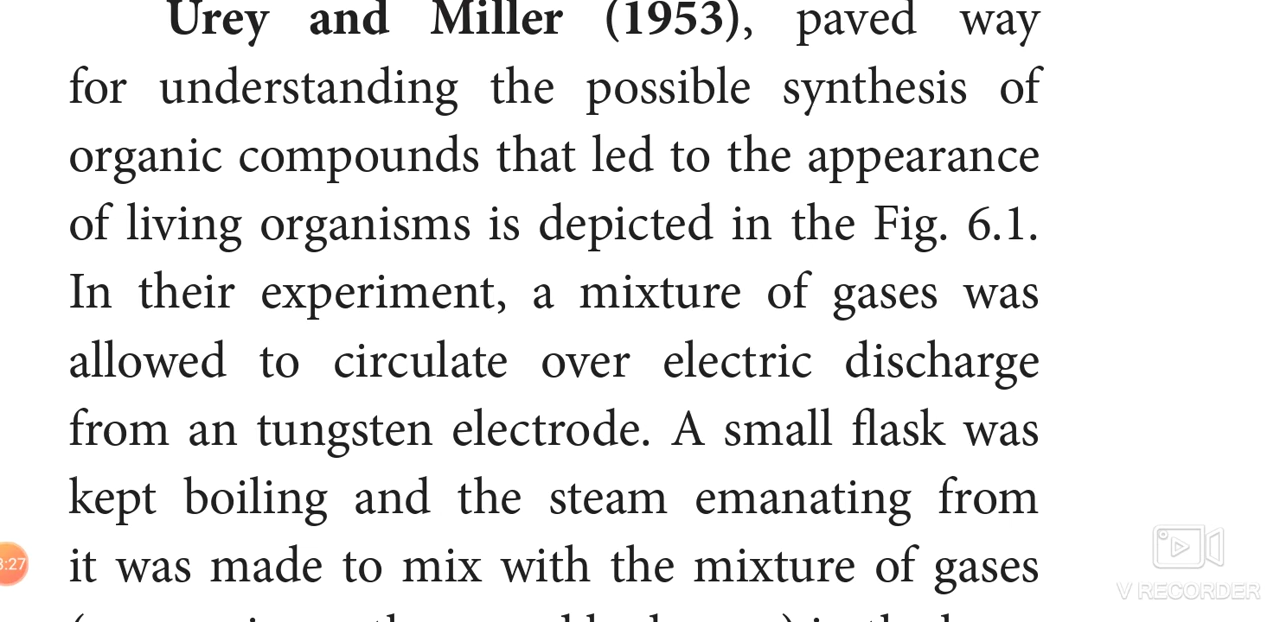 Urey and Miller (1953), paved way
for understanding the possible synthesis of
organic compounds that led to the appearance
of living organisms is depicted in the Fig. 6.1.
In their experiment, a mixture of gases was
allowed to circulate over electric discharge
from an tungsten electrode. A small flask was
kept boiling and the steam emanating from
it was made to mix with the mixture of gases
3:27
V RECORDER